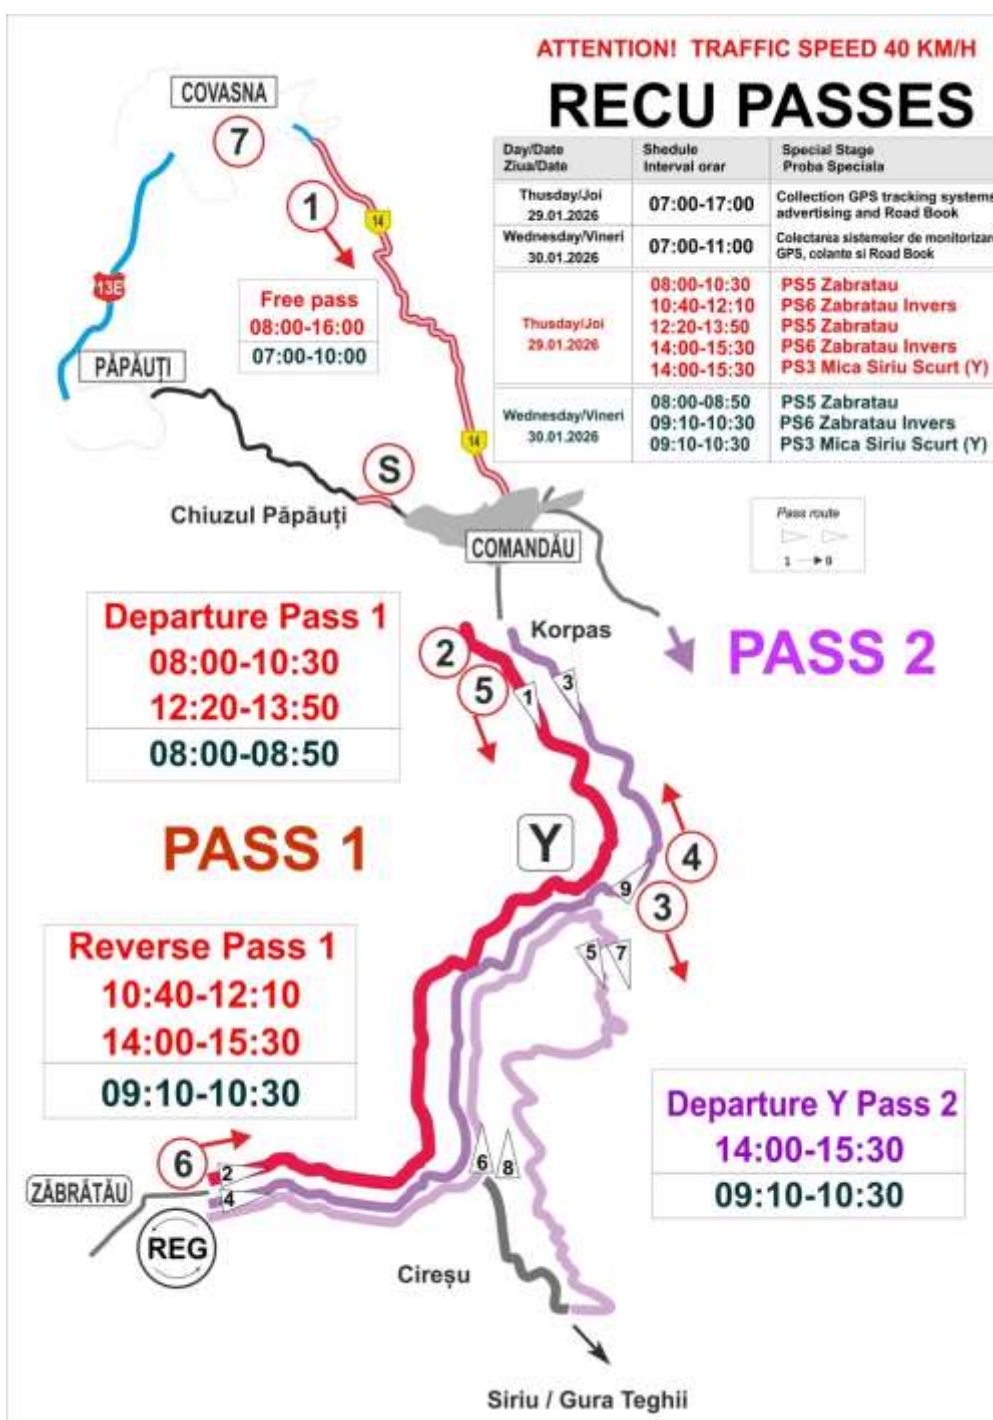 ATTENTION! TRAFFIC SPEED 40 KM/H
RECU PASSES
Day/Date Shedule Special Stage
Ziua/Date Interval orar Proba Speciala
Thusday/Joi
29.01.2026
07:00-17:00
Collection GPS tracking systems
advertising and Road Book
Wednesday/Vineri
30.01.2026
07:00-11:00
Colectarea sistemelor de monitorizar
GPS, colante si Road Book
Thusday/Joi
29.01.2026
08:00-10:30 PS5 Zabratau
10:40-12:10 PS6 Zabratau Invers
12:20-13:50 PS5 Zabratau
14:00-15:30 PS6 Zabratau Invers
14:00-15:30 PS3 Mica Siriu Scurt (Y)
Wednesday/Vineri
30.01.2026
08:00-08:50 PS5 Zabratau
09:10-10:30 PS6 Zabratau Invers
09:10-10:30 PS3 Mica Siriu Scurt (Y)
COVASNA
7
1
14
13E
Free pass
08:00-16:00
07:00-10:00
PĂPĂUȚI
14
S
Chiuzul Păpăuți
COMANDĂU
Pass route
1 9
Departure Pass 1
08:00-10:30
12:20-13:50
08:00-08:50
Korpas
PASS 2
2
5
1
3
PASS 1
Y
4
9
3
5
7
Reverse Pass 1
10:40-12:10
14:00-15:30
09:10-10:30
Departure Y Pass 2
14:00-15:30
09:10-10:30
6
2
6
8
ZĂBRĂTĂU
4
REG
Cireșu
Siriu / Gura Teghii